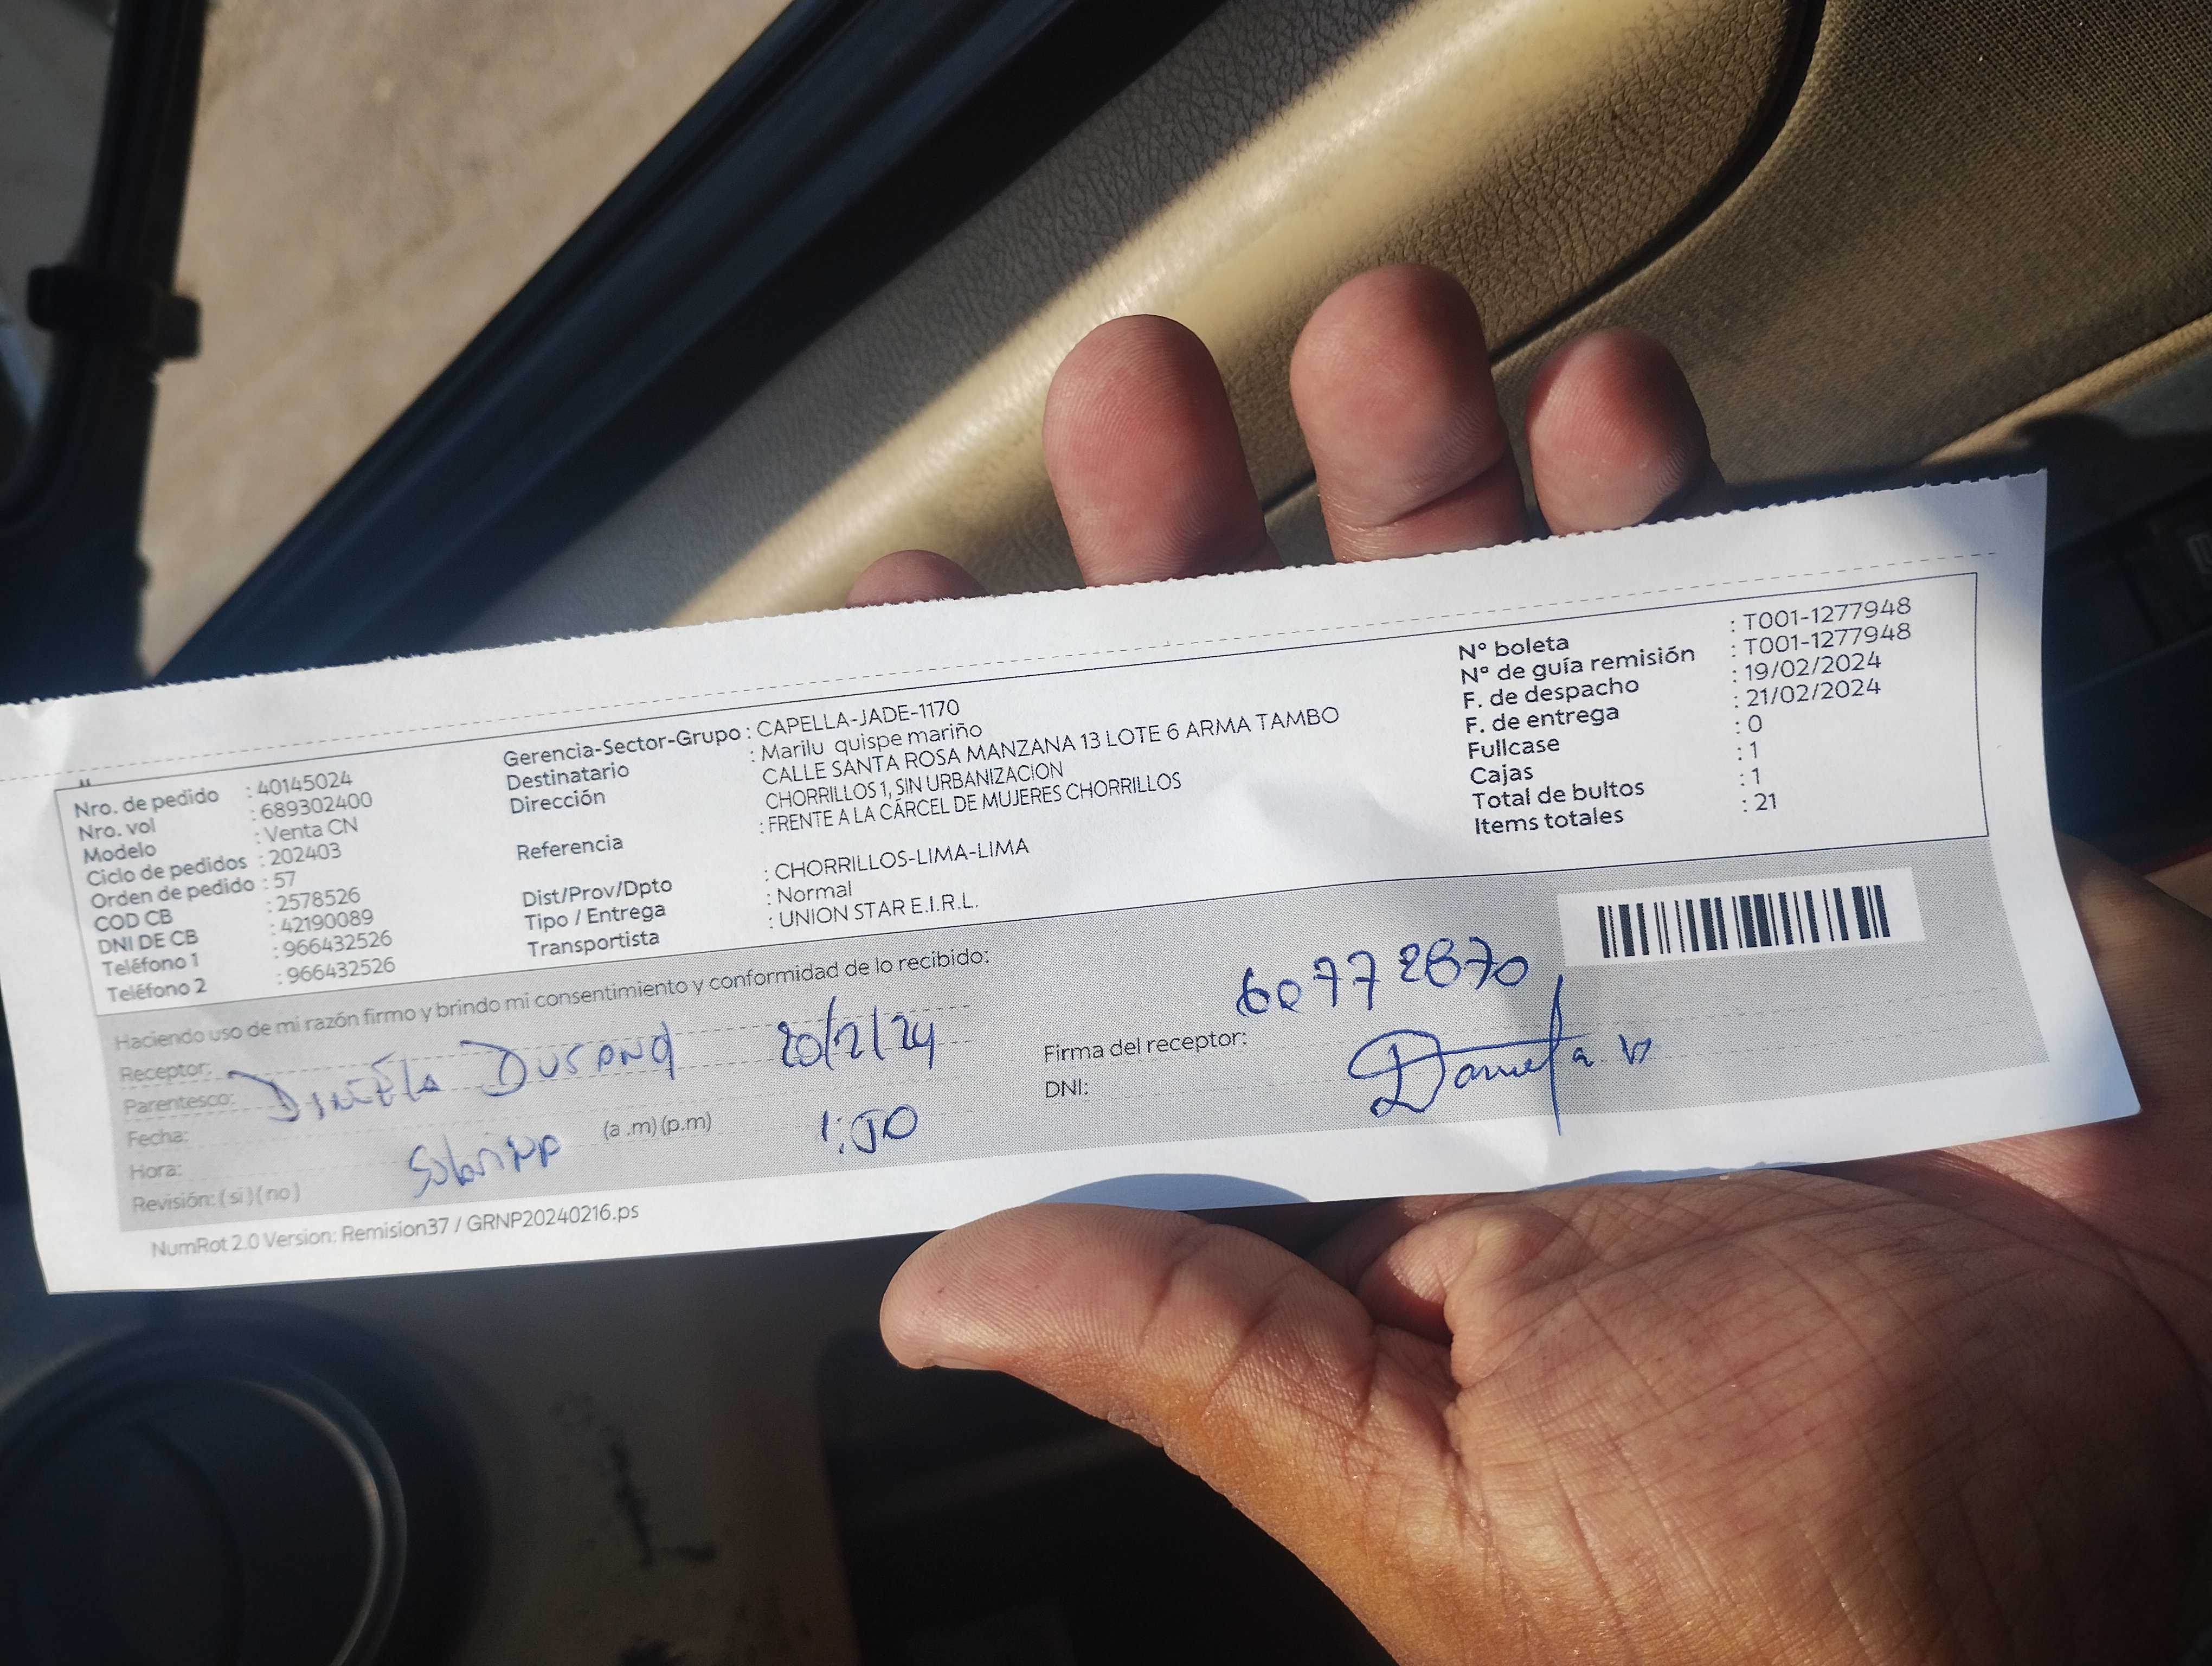 Nro. de pedido : 40145024
Nro. vol : 689302400
Modelo : Venta CN
Ciclo de pedidos : 202403
Orden de pedido : 57
COD CB : 2578526
DNI DE CB : 42190089
Teléfono 1 : 966432526
Teléfono 2 : 966432526
Gerencia-Sector-Grupo : CAPELLA-JADE-1170
Destinatario : Marilu quispe mariño
Dirección CALLE SANTA ROSA MANZANA 13 LOTE 6 ARMA TAMBO
CHORRILLOS 1, SIN URBANIZACION
Referencia : FRENTE A LA CÁRCEL DE MUJERES CHORRILLOS
Dist/Prov/Dpto : CHORRILLOS-LIMA-LIMA
Tipo / Entrega : Normal
Transportista : UNION STAR E.I.R.L.
N° boleta : T001-1277948
N° de guía remisión : T001-1277948
F. de despacho : 19/02/2024
F. de entrega : 21/02/2024
Fullcase : 0
Cajas : 1
Total de bultos : 1
Items totales : 21
Haciendo uso de mi razón firmo y brindo mi consentimiento y conformidad de lo recibido:
Receptor:
Parentesco: 20/2/24
Fecha:
Hora: (a .m) (p.m) 1:50
Revisión: ( si ) ( no )
60772870
Firma del receptor:
DNI: Daniela
NumRot 2.0 Version: Remision37 / GRNP20240216.ps